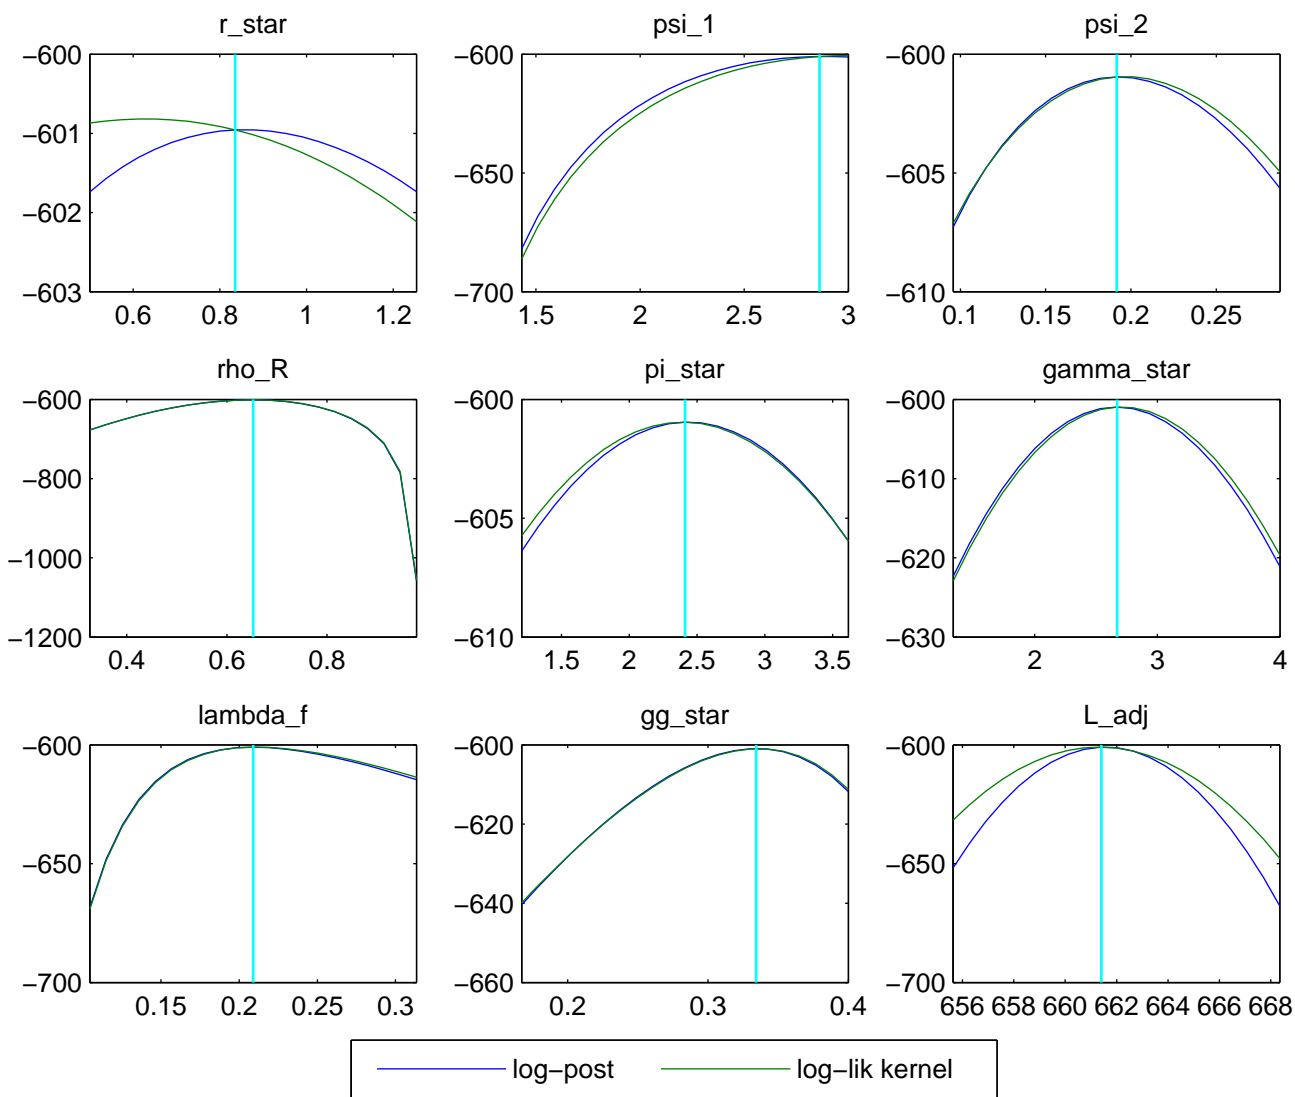 r_star
psi_1
psi_2
−600
−601
−602
−603
0.6 0.8 1 1.2
−600
−650
−700
1.5 2 2.5 3
−600
−605
−610
0.1 0.15 0.2 0.25
rho_R
pi_star
gamma_star
−600
−800
−1000
−1200
0.4 0.6 0.8
−600
−605
−610
1.5 2 2.5 3 3.5
−600
−610
−620
−630
2 3 4
lambda_f
gg_star
L_adj
−600
−650
−700
0.15 0.2 0.25 0.3
−600
−620
−640
−660
0.2 0.3 0.4
−600
−650
−700
656 658 660 662 664 666 668
log−post
log−lik kernel